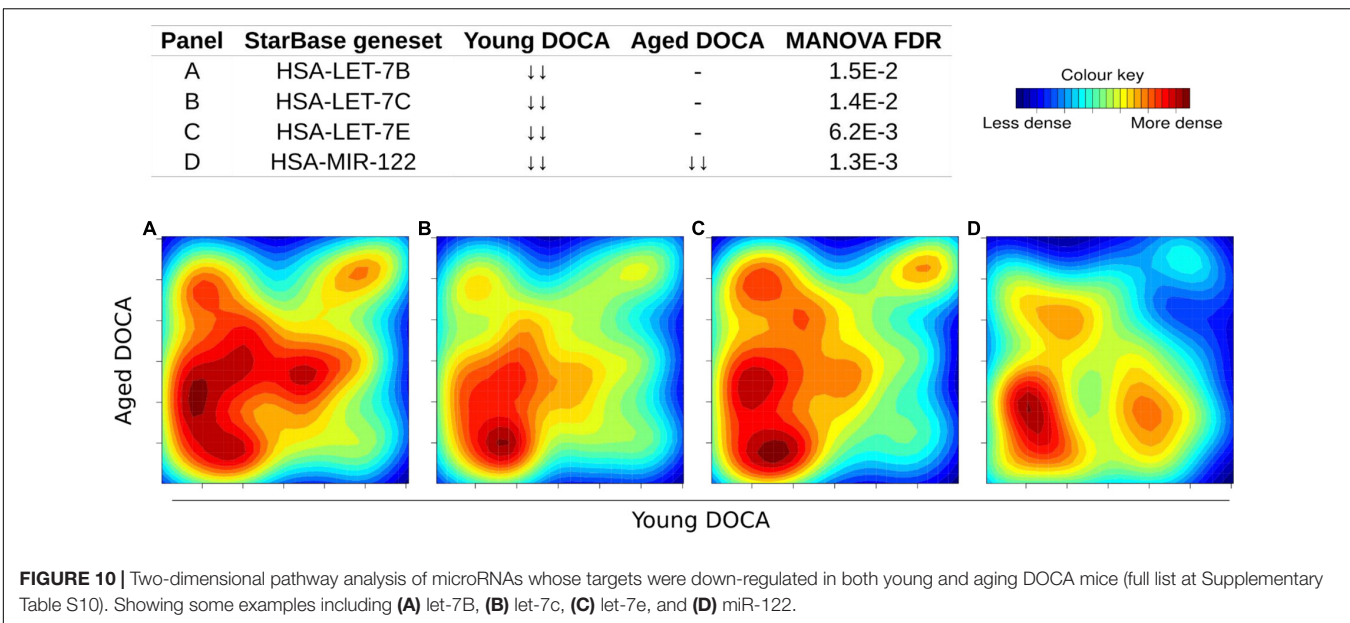 Panel StarBase geneset Young DOCA Aged DOCA MANOVA FDR
A HSA-LET-7B ↓↓ - 1.5E-2
B HSA-LET-7C ↓↓ - 1.4E-2
C HSA-LET-7E ↓↓ - 6.2E-3
D HSA-MIR-122 ↓↓ ↓↓ 1.3E-3
Colour key
Less dense More dense
A B C D
Aged DOCA
Young DOCA
FIGURE 10 | Two-dimensional pathway analysis of microRNAs whose targets were down-regulated in both young and aging DOCA mice (full list at Supplementary
Table S10). Showing some examples including (A) let-7B, (B) let-7c, (C) let-7e, and (D) miR-122.